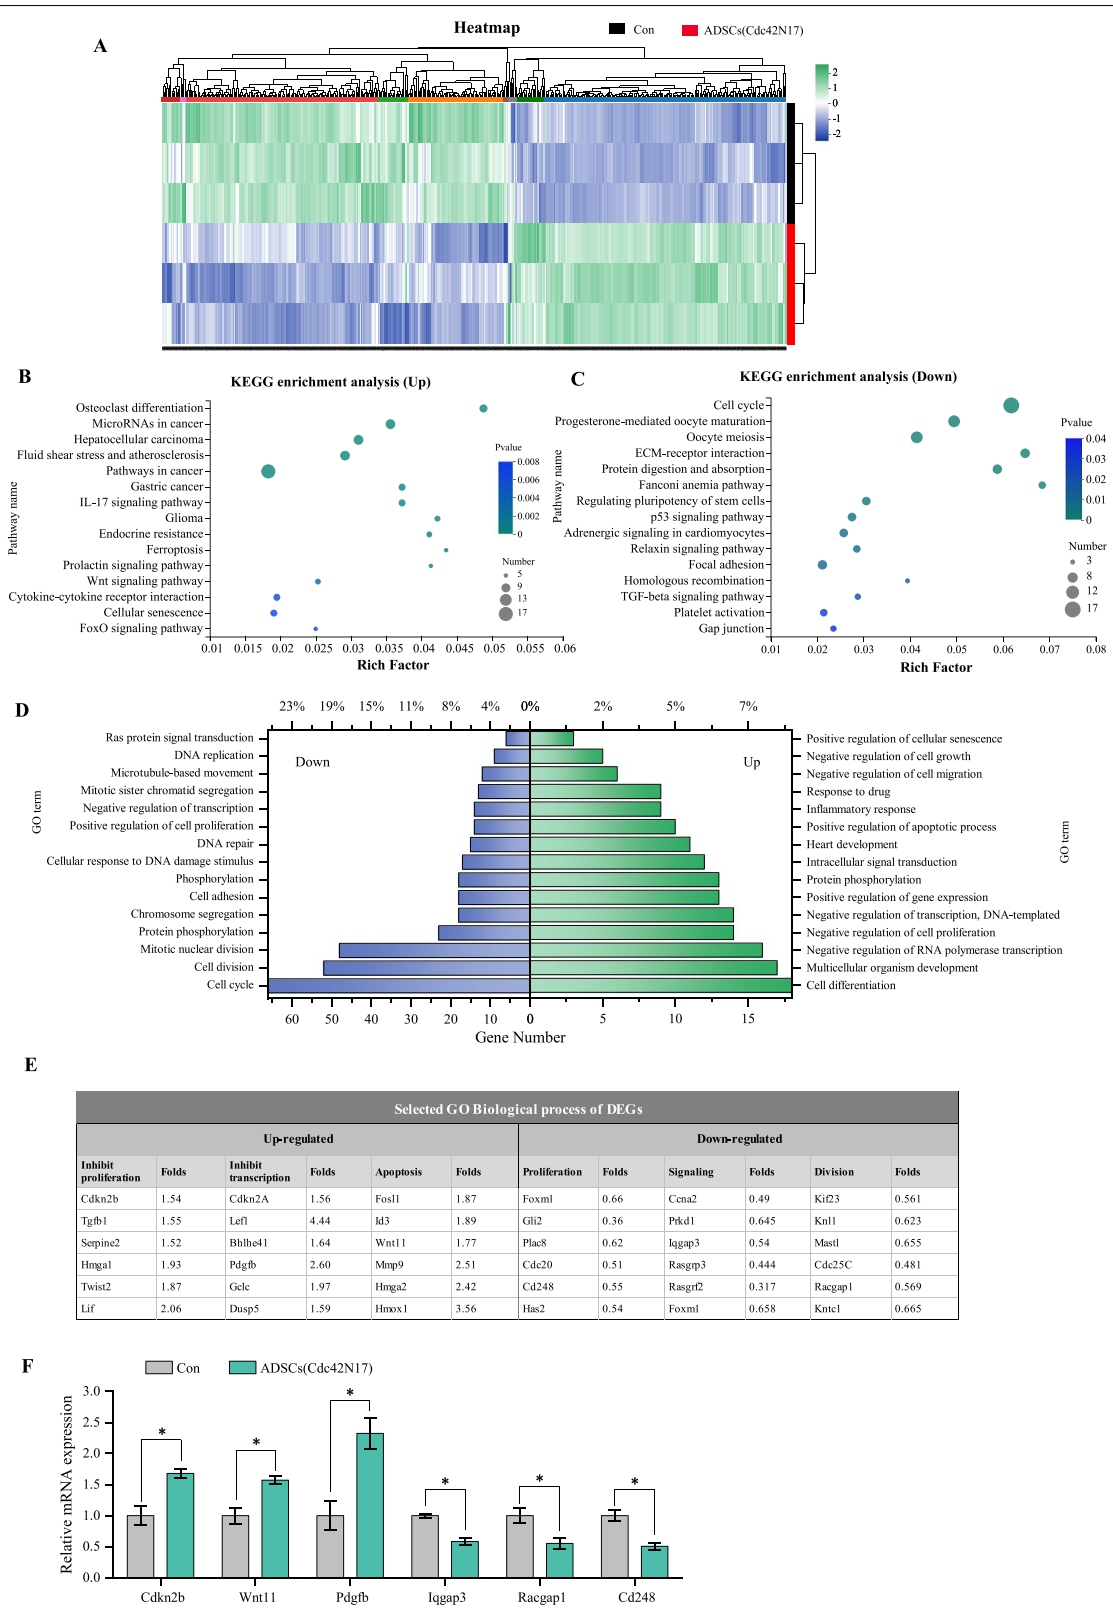 Heatmap
Con
ADSCs(Cdc42N17)
A
2
1
0
-1
-2
B
KEGG enrichment analysis (Up)
Pathway name
Osteoclast differentiation
MicroRNAs in cancer
Hepatocellular carcinoma
Fluid shear stress and atherosclerosis
Pathways in cancer
Gastric cancer
IL-17 signaling pathway
Glioma
Endocrine resistance
Ferroptosis
Prolactin signaling pathway
Wnt signaling pathway
Cytokine-cytokine receptor interaction
Cellular senescence
FoxO signaling pathway
0.01 0.015 0.02 0.025 0.03 0.035 0.04 0.045 0.05 0.055 0.06
Rich Factor
Pvalue
0.008
0.006
0.004
0.002
0
Number
5
9
13
17
C
KEGG enrichment analysis (Down)
Pathway name
Cell cycle
Progesterone-mediated oocyte maturation
Oocyte meiosis
ECM-receptor interaction
Protein digestion and absorption
Fanconi anemia pathway
Regulating pluripotency of stem cells
p53 signaling pathway
Adrenergic signaling in cardiomyocytes
Relaxin signaling pathway
Focal adhesion
Homologous recombination
TGF-beta signaling pathway
Platelet activation
Gap junction
0.01 0.02 0.03 0.04 0.05 0.06 0.07 0.08
Rich Factor
Pvalue
0.04
0.03
0.02
0.01
0
Number
3
8
12
17
D
23% 19% 15% 11% 8% 4% 0% 2% 5% 7%
Down
Up
GO term
Ras protein signal transduction
DNA replication
Microtubule-based movement
Mitotic sister chromatid segregation
Negative regulation of transcription
Positive regulation of cell proliferation
DNA repair
Cellular response to DNA damage stimulus
Phosphorylation
Cell adhesion
Chromosome segregation
Protein phosphorylation
Mitotic nuclear division
Cell division
Cell cycle
Positive regulation of cellular senescence
Negative regulation of cell growth
Negative regulation of cell migration
Response to drug
Inflammatory response
Positive regulation of apoptotic process
Heart development
Intracellular signal transduction
Protein phosphorylation
Positive regulation of gene expression
Negative regulation of transcription, DNA-templated
Negative regulation of cell proliferation
Negative regulation of RNA polymerase transcription
Multicellular organism development
Cell differentiation
GO term
60 50 40 30 20 10 0 5 10 15
Gene Number
E
Selected GO Biological process of DEGs
Up-regulated Down-regulated
Inhibit proliferation Folds Inhibit transcription Folds Apoptosis Folds Proliferation Folds Signaling Folds Division Folds
Cdkn2b 1.54 Cdkn2A 1.56 Fosl1 1.87 Foxm1 0.66 Ccna2 0.49 Kif23 0.561
Tgfb1 1.55 Lef1 4.44 Id3 1.89 Gli2 0.36 Prkd1 0.645 Knl1 0.623
Serpine2 1.52 Bhlhe41 1.64 Wnt11 1.77 Plac8 0.62 Iqgap3 0.54 Mastl 0.655
Hmga1 1.93 Pdgfb 2.60 Mmp9 2.51 Cdc20 0.51 Rasgrp3 0.444 Cdc25C 0.481
Twist2 1.87 Gclc 1.97 Hmga2 2.42 Cd248 0.55 Rasgrf2 0.317 Racgap1 0.569
Lif 2.06 Dusp5 1.59 Hmox1 3.56 Has2 0.54 Foxm1 0.658 Kntc1 0.665
F
Con
ADSCs(Cdc42N17)
Relative mRNA expression
3.0
2.5
2.0
1.5
1.0
0.5
0.0
* * * * * *
Cdkn2b Wnt11 Pdgfb Iqgap3 Racgap1 Cd248